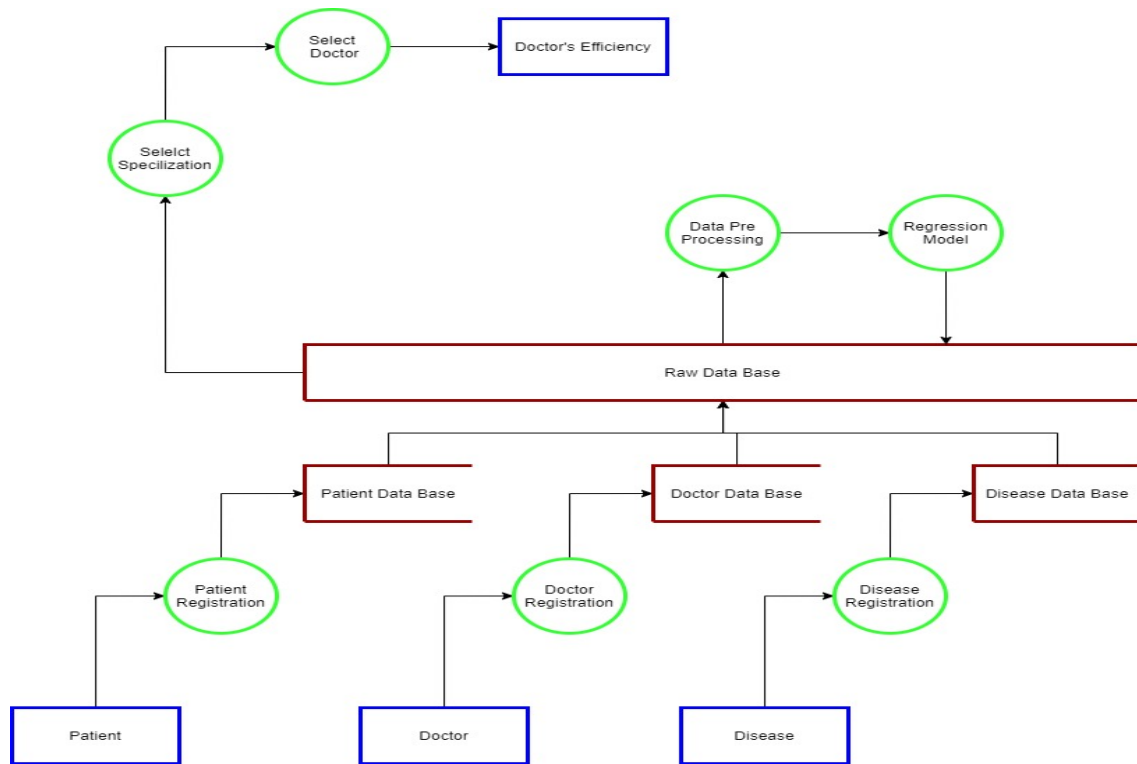 Select
Doctor
Doctor's Efficiency
Selelct
Specilization
Data Pre
Processing
Regression
Model
Raw Data Base
Patient Data Base
Doctor Data Base
Disease Data Base
Patient
Registration
Doctor
Registration
Disease
Registration
Patient
Doctor
Disease